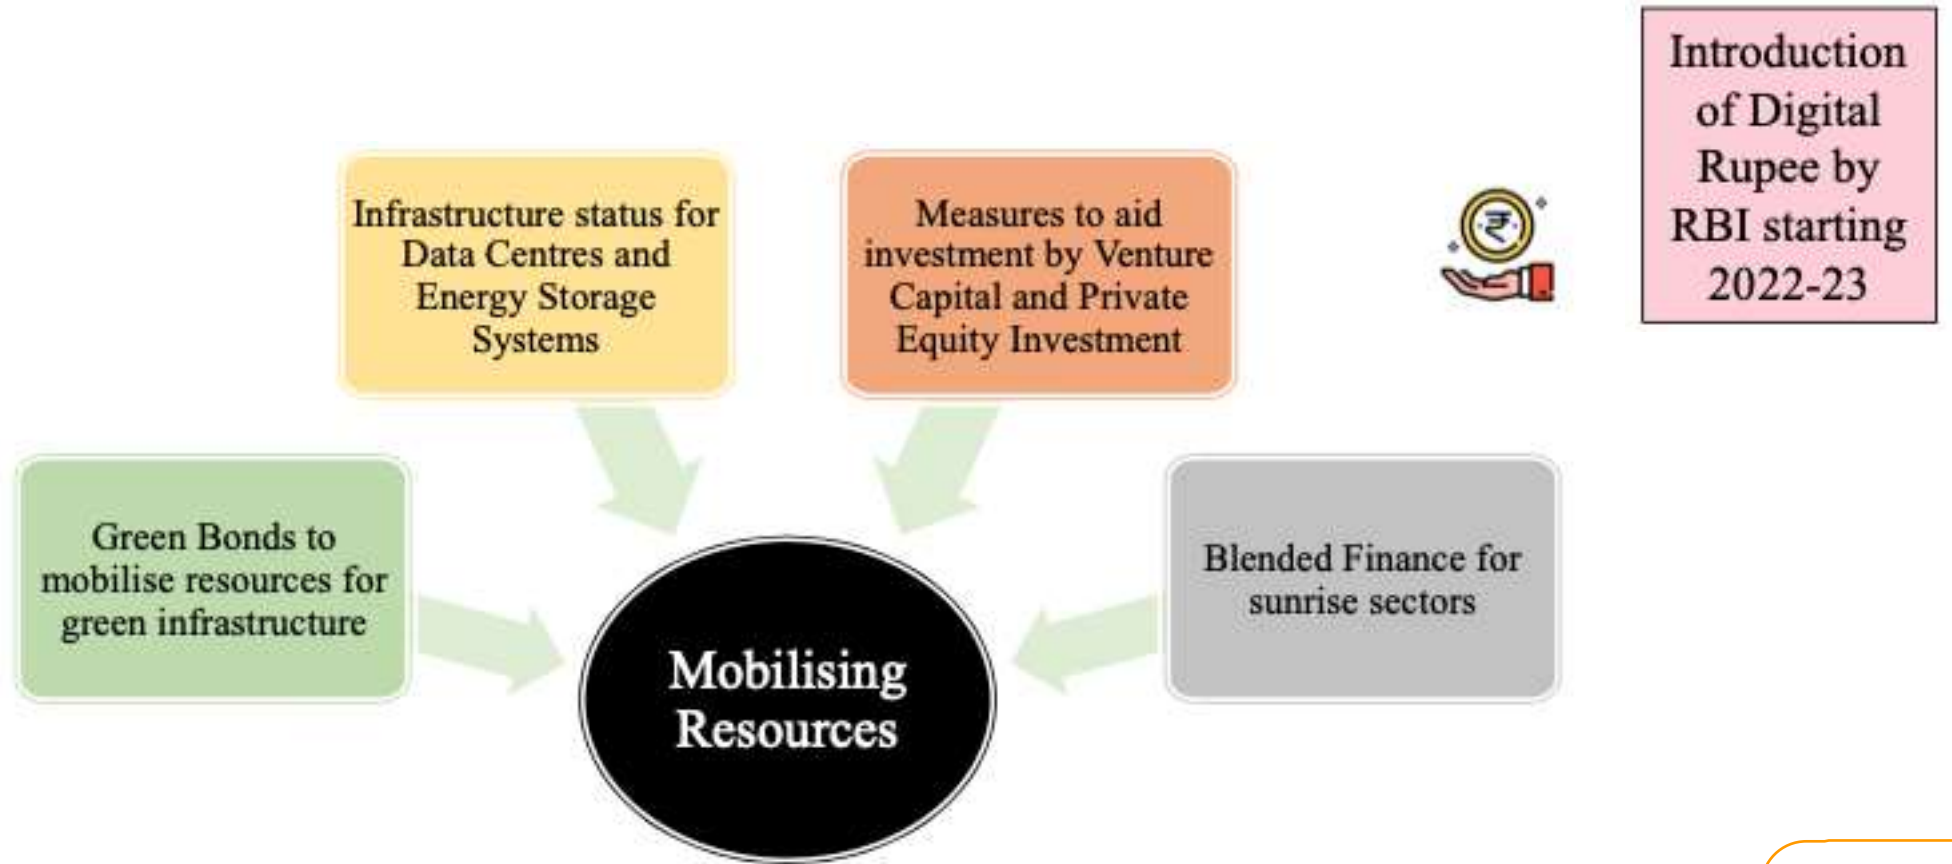 Introduction
of Digital
Rupee by
RBI starting
2022-23
Infrastructure status for
Data Centres and
Energy Storage
Systems
Measures to aid
investment by Venture
Capital and Private
Equity Investment
₹
Green Bonds to
mobilise resources for
green infrastructure
Blended Finance for
sunrise sectors
Mobilising
Resources